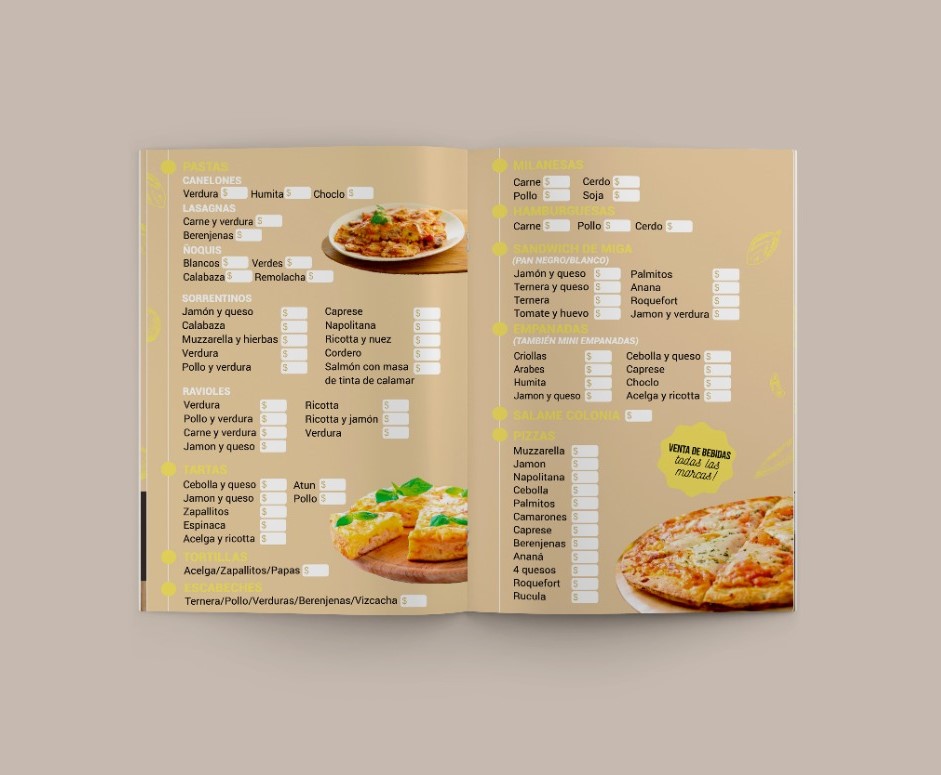 PASTAS
CANELONES
Verdura $ Humita $ Choclo $
LASAGNAS
Carne y verdura $
Berenjenas $
ÑOQUIS
Blancos $ Verdes $
Calabaza $ Remolacha $
SORRENTINOS
Jamón y queso $
Calabaza $
Muzzarella y hierbas $
Verdura $
Pollo y verdura $
Caprese $
Napolitana $
Ricotta y nuez $
Cordero $
Salmón con masa $
de tinta de calamar
RAVIOLES
Verdura $
Pollo y verdura $
Carne y verdura $
Jamon y queso $
Ricotta $
Ricotta y jamón $
Verdura $
TARTAS
Cebolla y queso $
Jamon y queso $
Zapallitos $
Espinaca $
Acelga y ricotta $
Atun $
Pollo $
TORTILLAS
Acelga/Zapallitos/Papas $
ESCABECHES
Ternera/Pollo/Verduras/Berenjenas/Vizcacha $
MILANESAS
Carne $ Cerdo $
Pollo $ Soja $
HAMBURGUESAS
Carne $ Pollo $ Cerdo $
SANDWICH DE MIGA
(PAN NEGRO/BLANCO)
Jamón y queso $
Ternera y queso $
Ternera $
Tomate y huevo $
Palmitos $
Anana $
Roquefort $
Jamon y verdura $
EMPANADAS
(TAMBIÉN MINI EMPANADAS)
Criollas $
Arabes $
Humita $
Jamon y queso $
Cebolla y queso $
Caprese $
Choclo $
Acelga y ricotta $
SALAME COLONIA $
PIZZAS
Muzzarella $
Jamon $
Napolitana $
Cebolla $
Palmitos $
Camarones $
Caprese $
Berenjenas $
Ananá $
4 quesos $
Roquefort $
Rucula $
VENTA DE BEBIDAS
todas las
marcas!